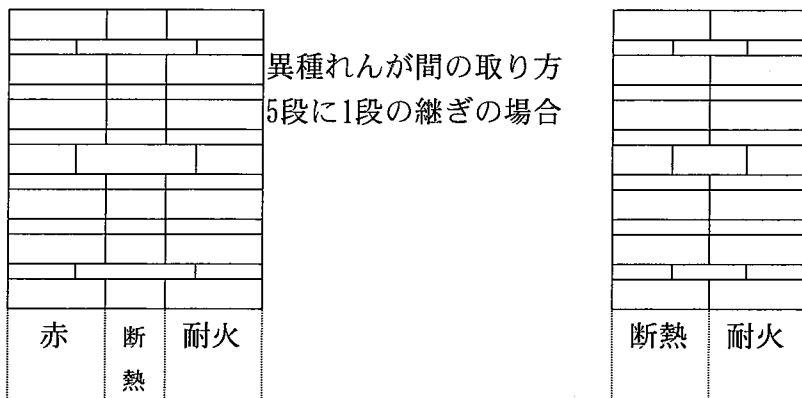 異種れんが間の取り方
5段に1段の継ぎの場合
赤
断熱
耐火
断熱
耐火